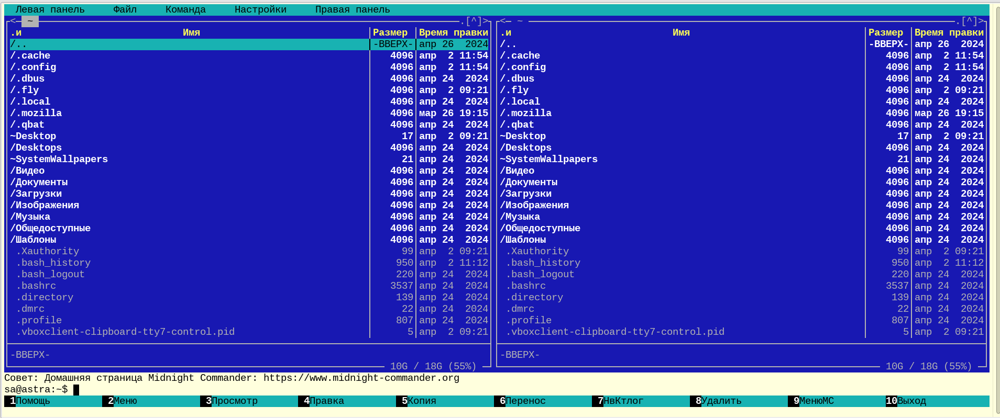 Левая панель     Файл     Команда     Настройки     Правая панель
<─ ~ ─.[^]>  <─ ~ ─.[^]>
.и  Имя  Размер  Время правки  .и  Имя  Размер  Время правки
/..  -ВВЕРХ-  апр 26  2024  /..  -ВВЕРХ-  апр 26  2024
/.cache  4096  апр  2 11:54  /.cache  4096  апр  2 11:54
/.config  4096  апр  2 11:54  /.config  4096  апр  2 11:54
/.dbus  4096  апр 24  2024  /.dbus  4096  апр 24  2024
/.fly  4096  апр  2 09:21  /.fly  4096  апр  2 09:21
/.local  4096  апр 24  2024  /.local  4096  апр 24  2024
/.mozilla  4096  мар 26 19:15  /.mozilla  4096  мар 26 19:15
/.qbat  4096  апр 24  2024  /.qbat  4096  апр 24  2024
~Desktop  17  апр  2 09:21  ~Desktop  17  апр  2 09:21
/Desktops  4096  апр 24  2024  /Desktops  4096  апр 24  2024
~SystemWallpapers  21  апр 24  2024  ~SystemWallpapers  21  апр 24  2024
/Видео  4096  апр 24  2024  /Видео  4096  апр 24  2024
/Документы  4096  апр 24  2024  /Документы  4096  апр 24  2024
/Загрузки  4096  апр 24  2024  /Загрузки  4096  апр 24  2024
/Изображения  4096  апр 24  2024  /Изображения  4096  апр 24  2024
/Музыка  4096  апр 24  2024  /Музыка  4096  апр 24  2024
/Общедоступные  4096  апр 24  2024  /Общедоступные  4096  апр 24  2024
/Шаблоны  4096  апр 24  2024  /Шаблоны  4096  апр 24  2024
.Xauthority  99  апр  2 09:21  .Xauthority  99  апр  2 09:21
.bash_history  950  апр  2 11:12  .bash_history  950  апр  2 11:12
.bash_logout  220  апр 24  2024  .bash_logout  220  апр 24  2024
.bashrc  3537  апр 24  2024  .bashrc  3537  апр 24  2024
.directory  139  апр 24  2024  .directory  139  апр 24  2024
.dmrc  22  апр 24  2024  .dmrc  22  апр 24  2024
.profile  807  апр 24  2024  .profile  807  апр 24  2024
.vboxclient-clipboard-tty7-control.pid  5  апр  2 09:21  .vboxclient-clipboard-tty7-control.pid  5  апр  2 09:21
-ВВЕРХ-  -ВВЕРХ-
10G / 18G (55%)  10G / 18G (55%)
Совет: Домашняя страница Midnight Commander: https://www.midnight-commander.org
sa@astra:~$
1Помощь  2Меню  3Просмотр  4Правка  5Копия  6Перенос  7НвКтлог  8Удалить  9МенюМС  10Выход